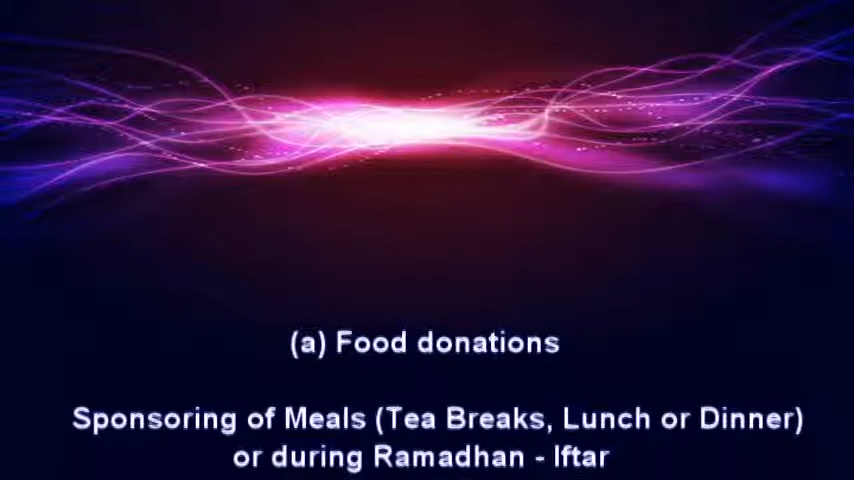 (a) Food donations
Sponsoring of Meals (Tea Breaks, Lunch or Dinner)
or during Ramadhan - Iftar